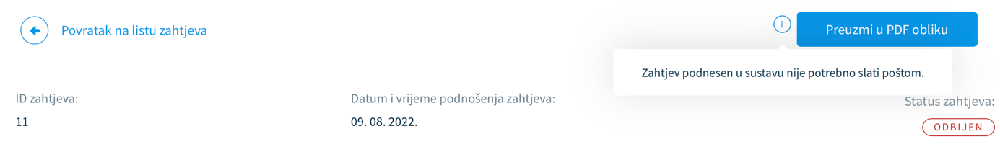 Povratak na listu zahtjeva
i
Preuzmi u PDF obliku
Zahtjev podnesen u sustavu nije potrebno slati poštom.
ID zahtjeva:
11
Datum i vrijeme podnošenja zahtjeva:
09. 08. 2022.
Status zahtjeva:
ODBIJEN